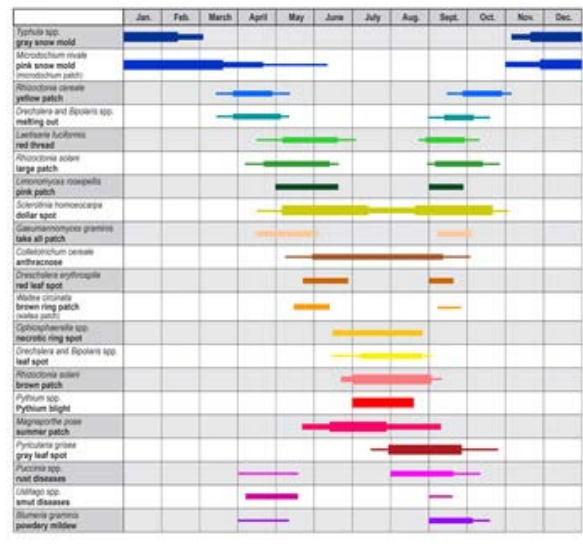 Jan. Feb. March April May June July Aug. Sept. Oct. Nov. Dec.
Typhula spp.
gray snow mold
Microdochium nivale
pink snow mold
(microdochium patch)
Rhizoctonia cereale
yellow patch
Drechslera and Bipolaris spp.
melting out
Laetisaria fuciformis
red thread
Rhizoctonia solani
large patch
Limonomyces roseipellis
pink patch
Sclerotinia homoeocarpa
dollar spot
Gaeumannomyces graminis
take all patch
Colletotrichum cereale
anthracnose
Dreschslera erythrospila
red leaf spot
Waitea circinata
brown ring patch
(waitea patch)
Ophiosphaerella spp.
necrotic ring spot
Drechslera and Bipolaris spp.
leaf spot
Rhizoctonia solani
brown patch
Pythium spp.
Pythium blight
Magnaporthe poae
summer patch
Pyricularia grisea
gray leaf spot
Puccinia spp.
rust diseases
Ustilago spp.
smut diseases
Blumeria graminis
powdery mildew